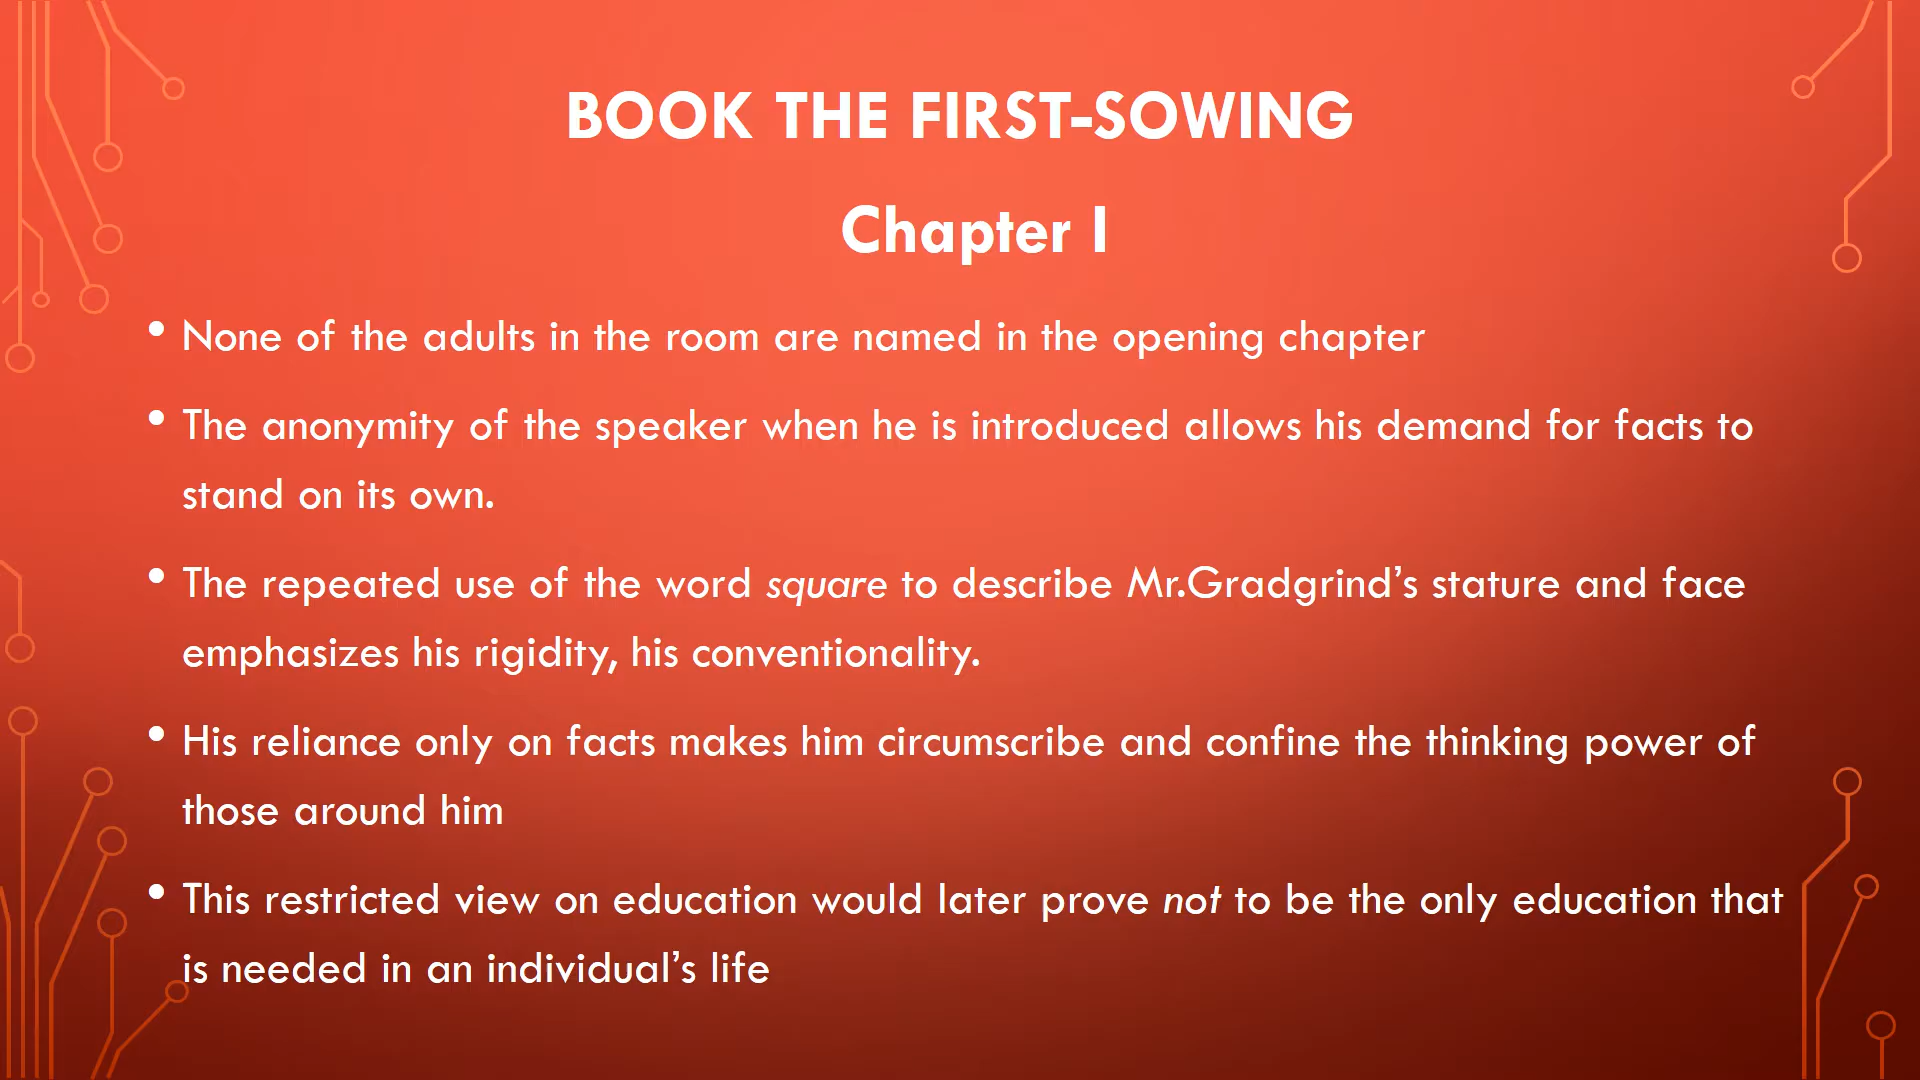 BOOK THE FIRST-SOWING
Chapter I
• None of the adults in the room are named in the opening chapter
• The anonymity of the speaker when he is introduced allows his demand for facts to
stand on its own.
• The repeated use of the word square to describe Mr.Gradgrind’s stature and face
emphasizes his rigidity, his conventionality.
• His reliance only on facts makes him circumscribe and confine the thinking power of
those around him
• This restricted view on education would later prove not to be the only education that
is needed in an individual’s life